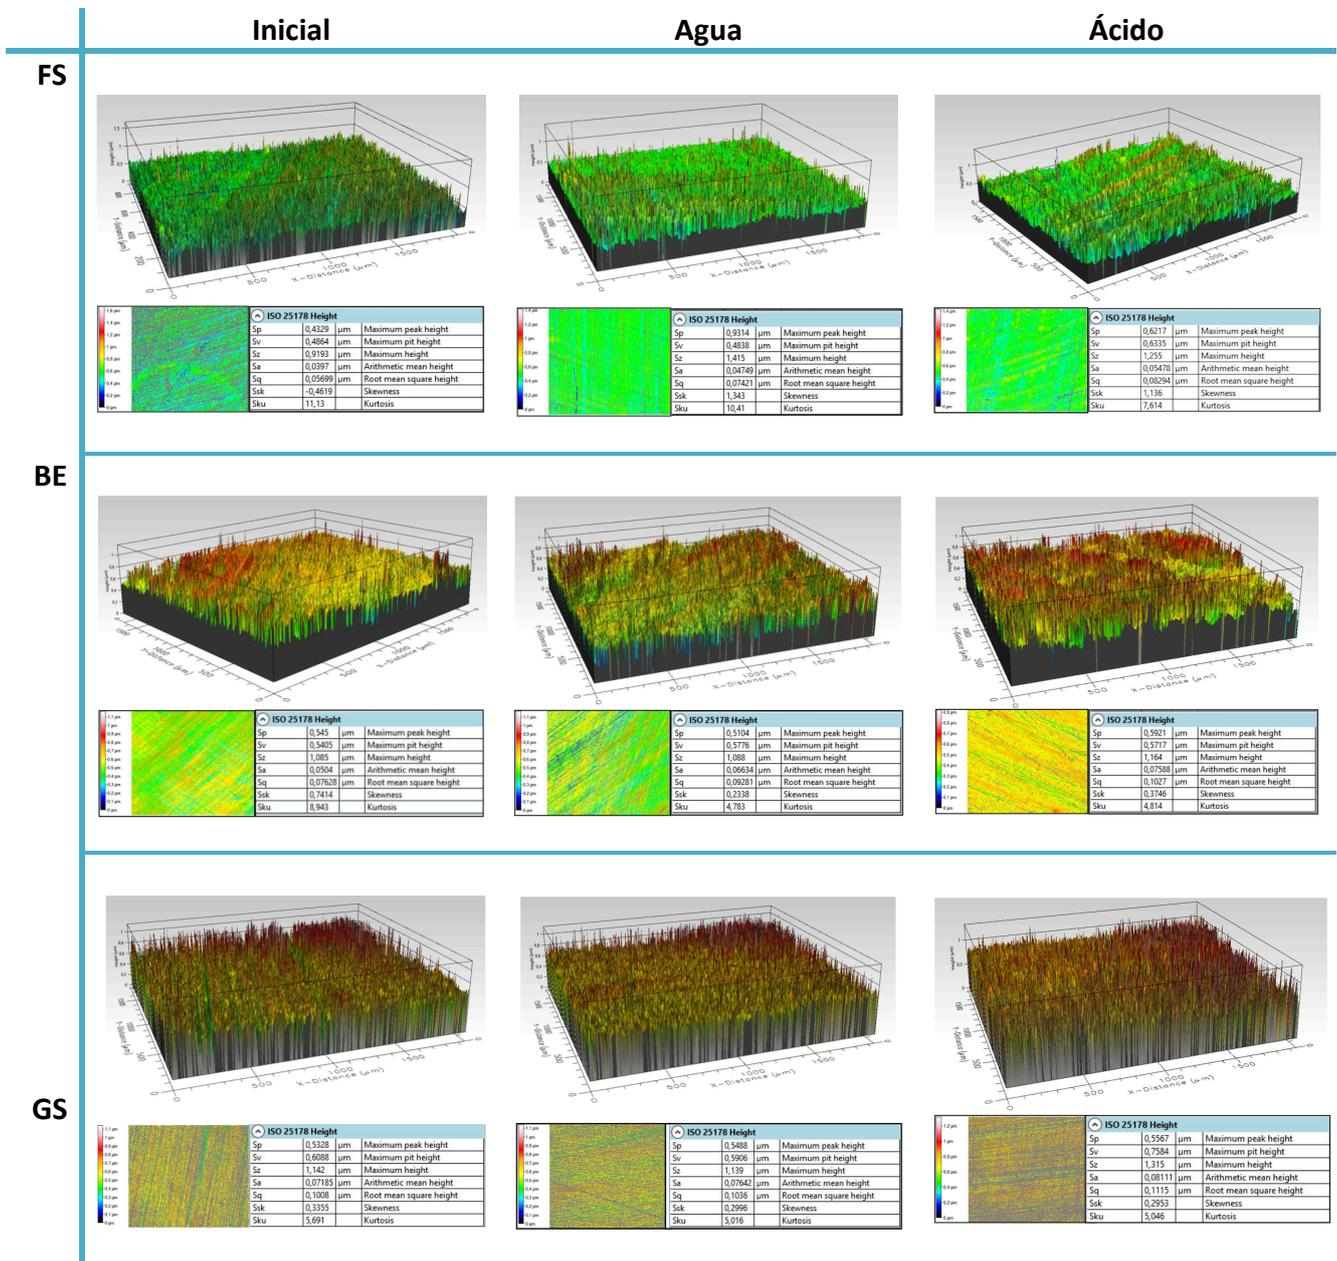 Inicial Agua Ácido
FS
ISO 25178 Height
Sp 0,4329 µm Maximum peak height
Sv 0,4864 µm Maximum pit height
Sz 0,9193 µm Maximum height
Sa 0,0397 µm Arithmetic mean height
Sq 0,05699 µm Root mean square height
Ssk -0,4619 Skewness
Sku 11,13 Kurtosis
ISO 25178 Height
Sp 0,9314 µm Maximum peak height
Sv 0,4838 µm Maximum pit height
Sz 1,415 µm Maximum height
Sa 0,04749 µm Arithmetic mean height
Sq 0,07421 µm Root mean square height
Ssk 1,343 Skewness
Sku 10,41 Kurtosis
ISO 25178 Height
Sp 0,6217 µm Maximum peak height
Sv 0,6335 µm Maximum pit height
Sz 1,255 µm Maximum height
Sa 0,05478 µm Arithmetic mean height
Sq 0,08294 µm Root mean square height
Ssk 1,136 Skewness
Sku 7,614 Kurtosis
BE
ISO 25178 Height
Sp 0,545 µm Maximum peak height
Sv 0,5405 µm Maximum pit height
Sz 1,085 µm Maximum height
Sa 0,0504 µm Arithmetic mean height
Sq 0,07628 µm Root mean square height
Ssk 0,7414 Skewness
Sku 8,943 Kurtosis
ISO 25178 Height
Sp 0,5104 µm Maximum peak height
Sv 0,5776 µm Maximum pit height
Sz 1,088 µm Maximum height
Sa 0,06634 µm Arithmetic mean height
Sq 0,09281 µm Root mean square height
Ssk 0,2338 Skewness
Sku 4,783 Kurtosis
ISO 25178 Height
Sp 0,5921 µm Maximum peak height
Sv 0,5717 µm Maximum pit height
Sz 1,164 µm Maximum height
Sa 0,07588 µm Arithmetic mean height
Sq 0,1027 µm Root mean square height
Ssk 0,3746 Skewness
Sku 4,814 Kurtosis
GS
ISO 25178 Height
Sp 0,5328 µm Maximum peak height
Sv 0,6088 µm Maximum pit height
Sz 1,142 µm Maximum height
Sa 0,07185 µm Arithmetic mean height
Sq 0,1008 µm Root mean square height
Ssk 0,3355 Skewness
Sku 5,691 Kurtosis
ISO 25178 Height
Sp 0,5488 µm Maximum peak height
Sv 0,5906 µm Maximum pit height
Sz 1,139 µm Maximum height
Sa 0,07642 µm Arithmetic mean height
Sq 0,1036 µm Root mean square height
Ssk 0,2996 Skewness
Sku 5,016 Kurtosis
ISO 25178 Height
Sp 0,5567 µm Maximum peak height
Sv 0,7584 µm Maximum pit height
Sz 1,315 µm Maximum height
Sa 0,08111 µm Arithmetic mean height
Sq 0,1115 µm Root mean square height
Ssk 0,2953 Skewness
Sku 5,046 Kurtosis